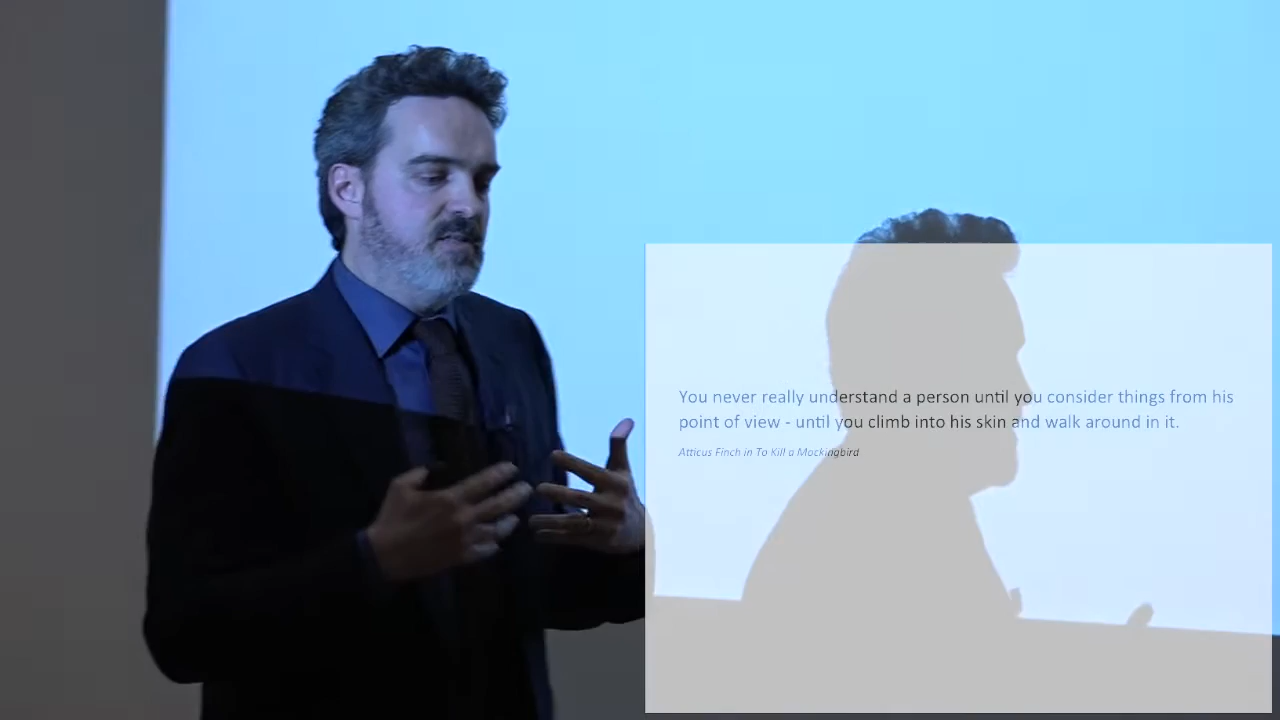 You never really understand a person until you consider things from his
point of view - until you climb into his skin and walk around in it.
Atticus Finch in To Kill a Mockingbird